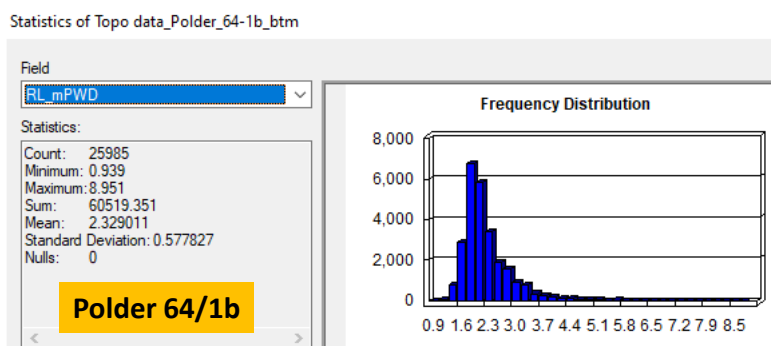 Statistics of Topo data_Polder_64-1b_btm
Field
RL_mPWD
Statistics:
Count: 25985
Minimum: 0.939
Maximum: 8.951
Sum: 60519.351
Mean: 2.329011
Standard Deviation: 0.577827
Nulls: 0
Polder 64/1b
Frequency Distribution
8,000
6,000
4,000
2,000
0
0.9 1.6 2.3 3.0 3.7 4.4 5.1 5.8 6.5 7.2 7.9 8.5